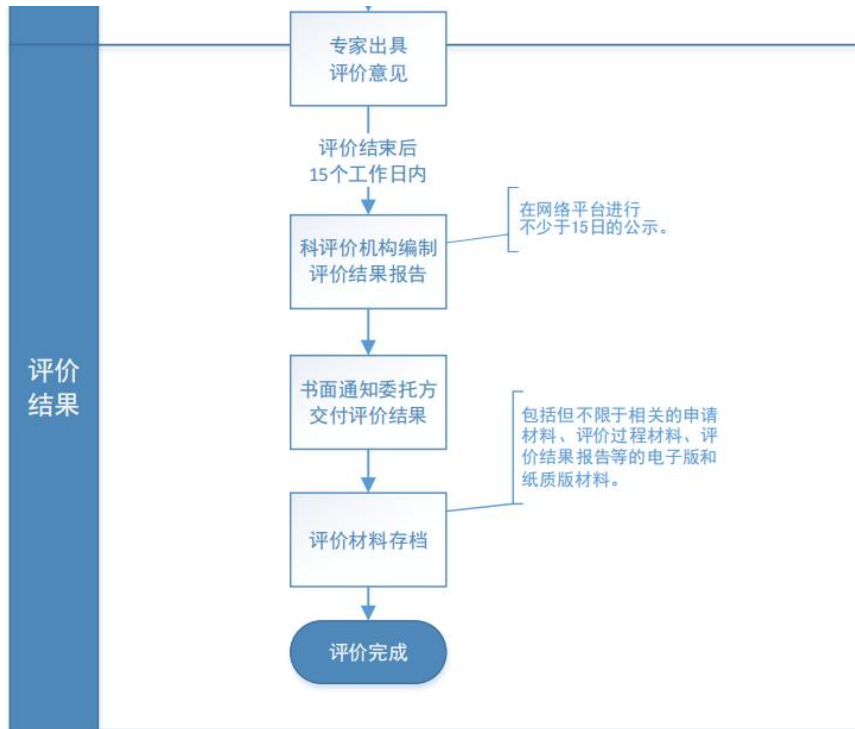 专家出具
评价意见
评价结束后
15个工作日内
在网络平台进行
不少于15日的公示。
科评价机构编制
评价结果报告
评价
结果
书面通知委托方
交付评价结果
包括但不限于相关的申请
材料、评价过程材料、评
价结果报告等的电子版和
纸质版材料。
评价材料存档
评价完成